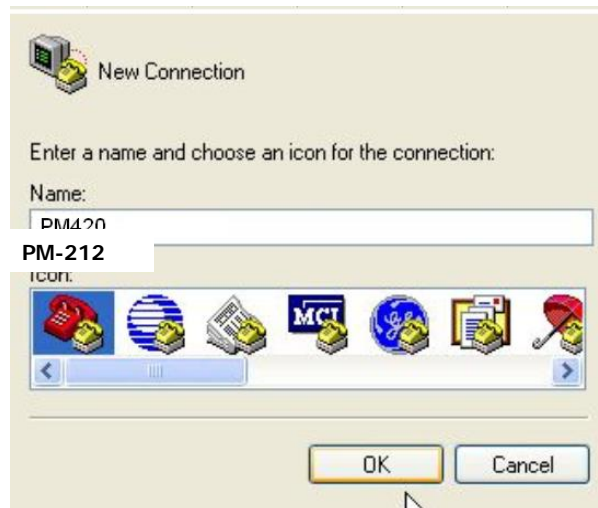 New Connection
Enter a name and choose an icon for the connection:
Name:
PM420
PM-212
Icon:
MCI
OK
Cancel